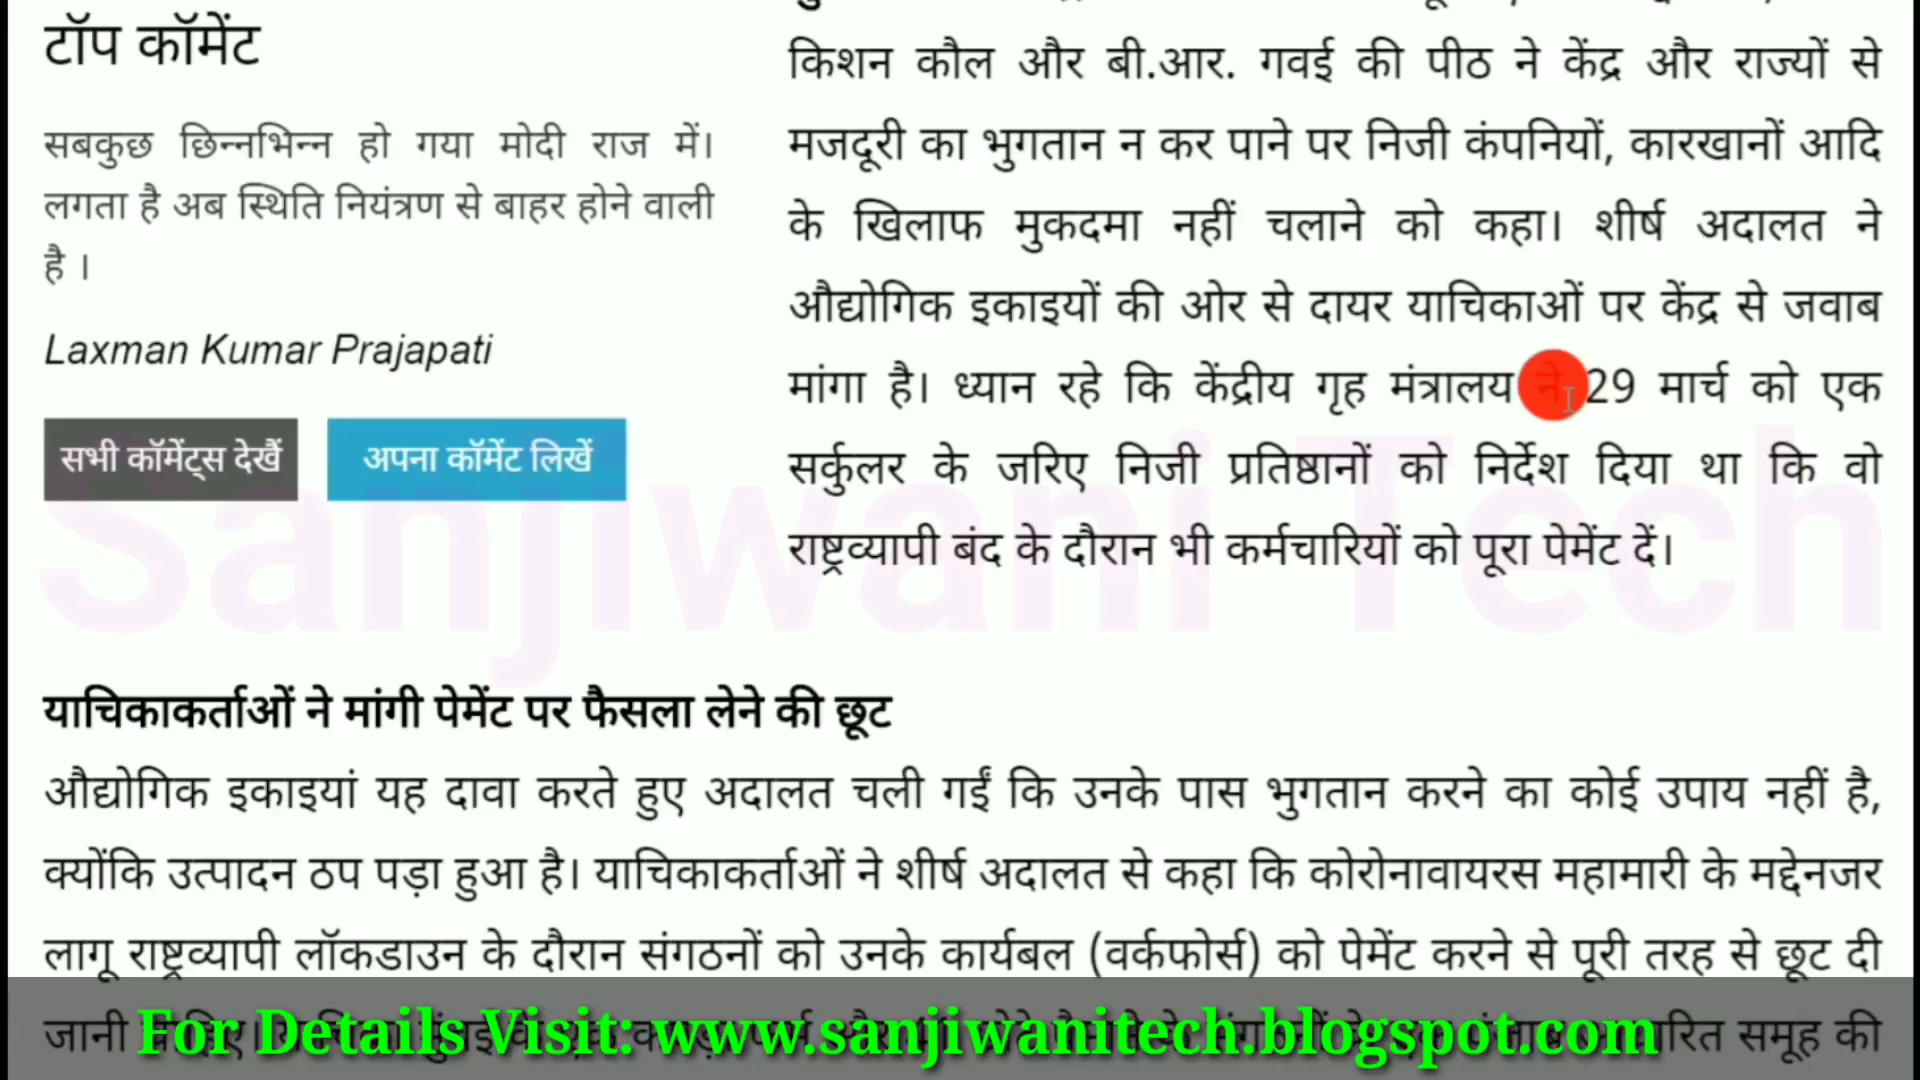 टॉप कॉमेंट
सबकुछ छिन्नभिन्न हो गया मोदी राज में।
लगता है अब स्थिति नियंत्रण से बाहर होने वाली
है ।
Laxman Kumar Prajapati
सभी कॉमेंट्स देखैं
अपना कॉमेंट लिखें
किशन कौल और बी.आर. गवई की पीठ ने केंद्र और राज्यों से
मजदूरी का भुगतान न कर पाने पर निजी कंपनियों, कारखानों आदि
के खिलाफ मुकदमा नहीं चलाने को कहा। शीर्ष अदालत ने
औद्योगिक इकाइयों की ओर से दायर याचिकाओं पर केंद्र से जवाब
मांगा है। ध्यान रहे कि केंद्रीय गृह मंत्रालय ने 29 मार्च को एक
सर्कुलर के जरिए निजी प्रतिष्ठानों को निर्देश दिया था कि वो
राष्ट्रव्यापी बंद के दौरान भी कर्मचारियों को पूरा पेमेंट दें।
Sanjiwani Tech
याचिकाकर्ताओं ने मांगी पेमेंट पर फैसला लेने की छूट
औद्योगिक इकाइयां यह दावा करते हुए अदालत चली गईं कि उनके पास भुगतान करने का कोई उपाय नहीं है,
क्योंकि उत्पादन ठप पड़ा हुआ है। याचिकाकर्ताओं ने शीर्ष अदालत से कहा कि कोरोनावायरस महामारी के मद्देनजर
लागू राष्ट्रव्यापी लॉकडाउन के दौरान संगठनों को उनके कार्यबल (वर्कफोर्स) को पेमेंट करने से पूरी तरह से छूट दी
जानी समूह की
For Details Visit: www.sanjiwanitech.blogspot.com